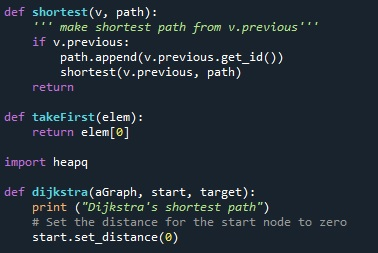 def shortest(v, path):
    ''' make shortest path from v.previous'''
    if v.previous:
        path.append(v.previous.get_id())
        shortest(v.previous, path)
    return

def takeFirst(elem):
    return elem[0]

import heapq

def dijkstra(aGraph, start, target):
    print ("Dijkstra's shortest path")
    # Set the distance for the start node to zero
    start.set_distance(0)